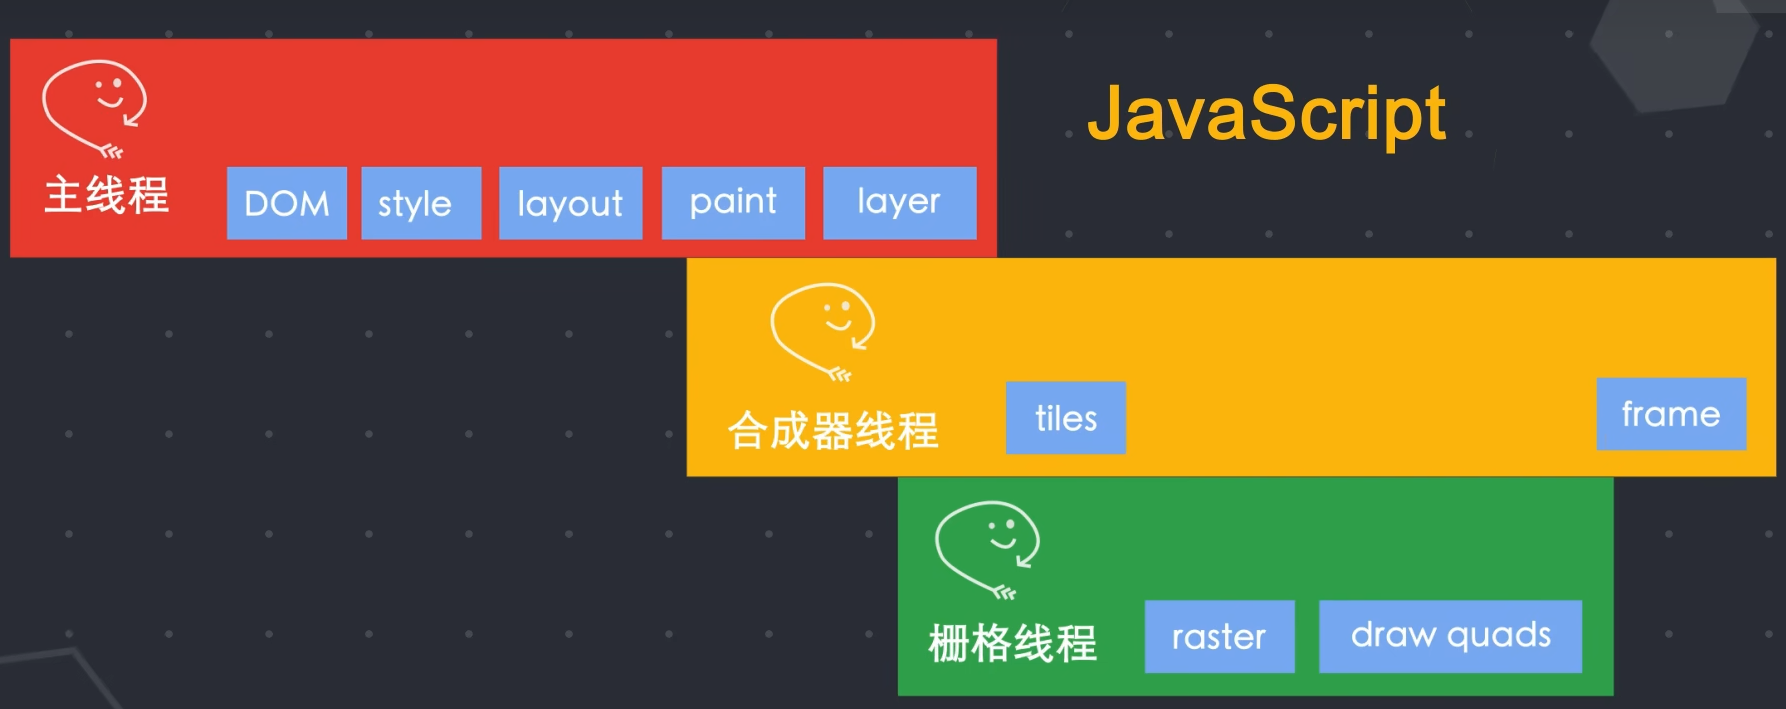 JavaScript
主线程
DOM style layout paint layer
合成器线程
tiles frame
栅格线程
raster draw quads